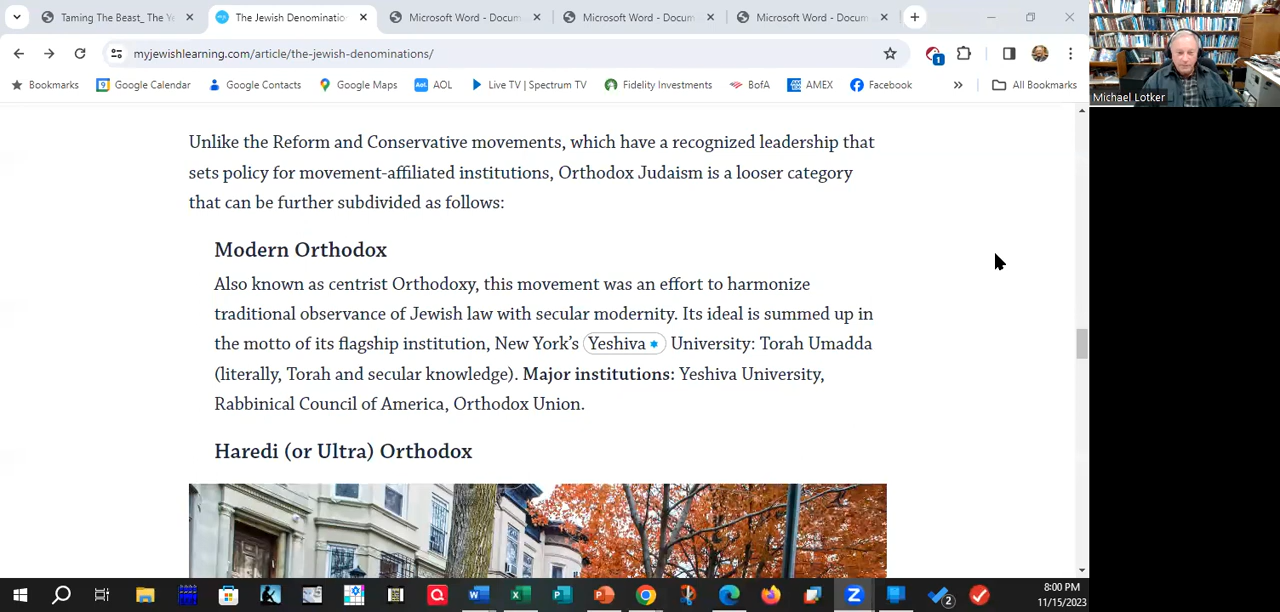 Taming The Beast_ The Ye
The Jewish Denominatio
Microsoft Word - Docum
Microsoft Word - Docum
Microsoft Word - Docum
myjewishlearning.com/article/the-jewish-denominations/
1
Bookmarks
Google Calendar
Google Contacts
Google Maps
Aol.
AOL
Live TV | Spectrum TV
Fidelity Investments
BofA
AMEX
Facebook
»
All Bookmarks
Michael Lotker
Unlike the Reform and Conservative movements, which have a recognized leadership that
sets policy for movement-affiliated institutions, Orthodox Judaism is a looser category
that can be further subdivided as follows:
Modern Orthodox
Also known as centrist Orthodoxy, this movement was an effort to harmonize
traditional observance of Jewish law with secular modernity. Its ideal is summed up in
the motto of its flagship institution, New York’s Yeshiva University: Torah Umadda
(literally, Torah and secular knowledge). Major institutions: Yeshiva University,
Rabbinical Council of America, Orthodox Union.
Haredi (or Ultra) Orthodox
2
8:00 PM
11/15/2023